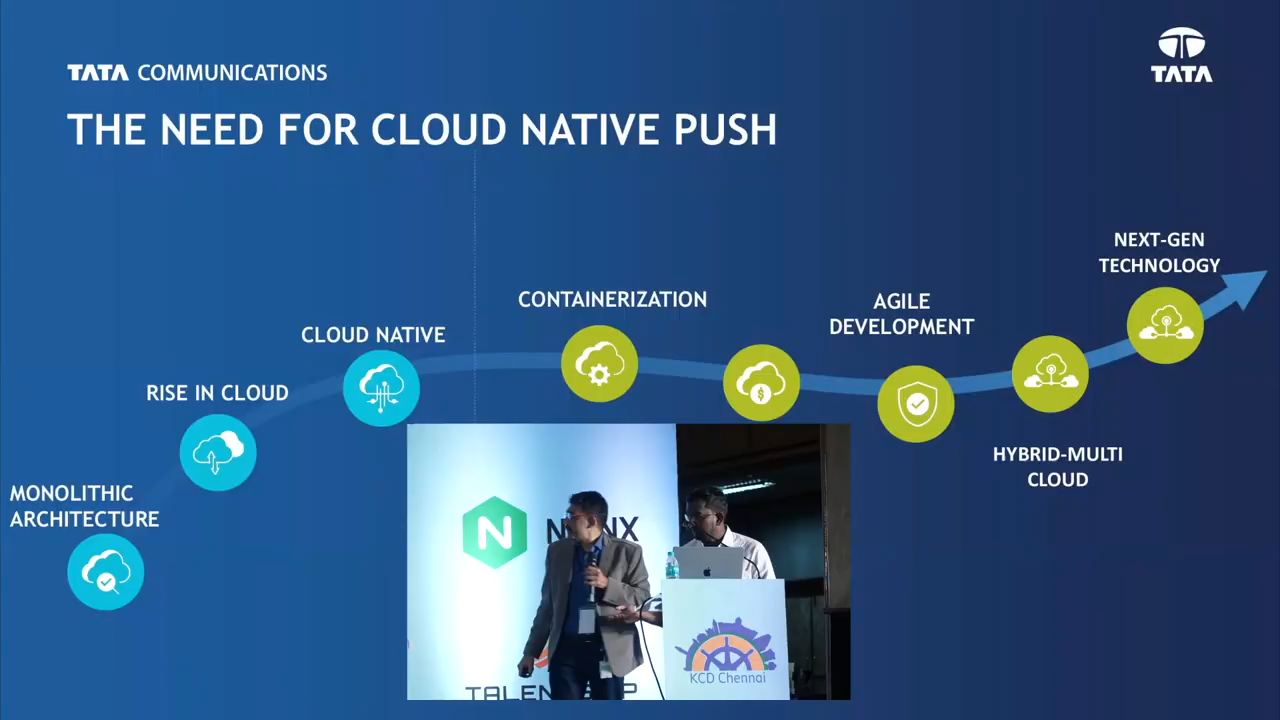 TATA COMMUNICATIONS
TATA
THE NEED FOR CLOUD NATIVE PUSH
MONOLITHIC
ARCHITECTURE
RISE IN CLOUD
CLOUD NATIVE
CONTAINERIZATION
$
AGILE
DEVELOPMENT
HYBRID-MULTI
CLOUD
NEXT-GEN
TECHNOLOGY
N
KCD Chennai